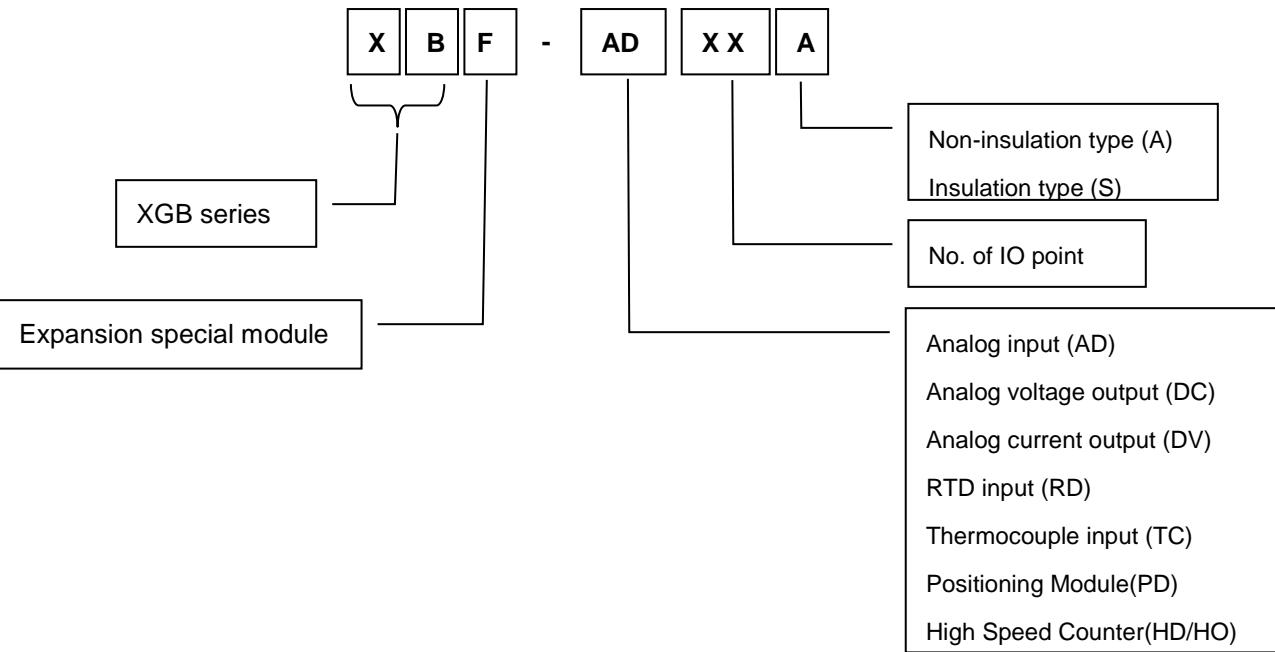 X B F - AD X X A
Non-insulation type (A)
Insulation type (S)
XGB series
No. of IO point
Expansion special module
Analog input (AD)
Analog voltage output (DC)
Analog current output (DV)
RTD input (RD)
Thermocouple input (TC)
Positioning Module(PD)
High Speed Counter(HD/HO)